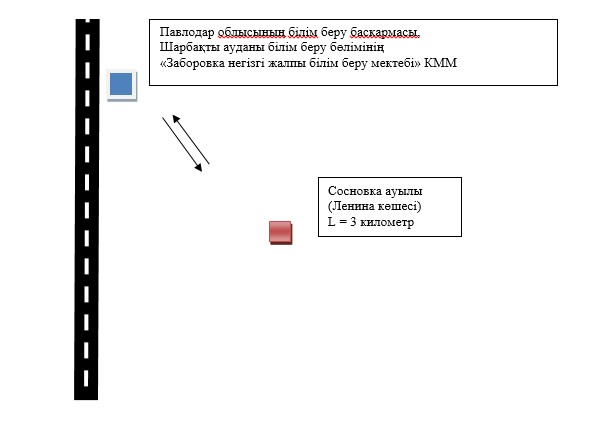 Павлодар облысының білім беру басқармасы,
Шарбақты ауданы білім беру бөлімінің
«Заборовка негізгі жалпы білім беру мектебі» КММ
Сосновка ауылы
(Ленина көшесі)
L = 3 километр